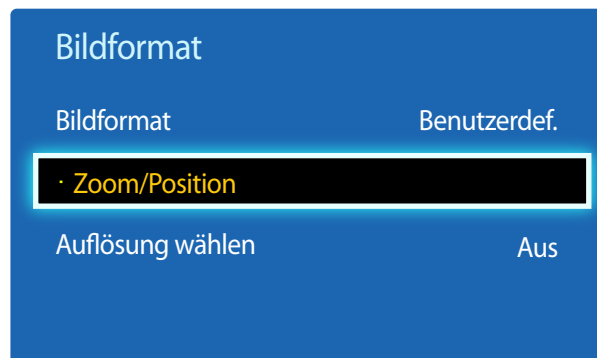 Bildformat
Bildformat Benutzerdef.
· Zoom/Position
Auflösung wählen Aus